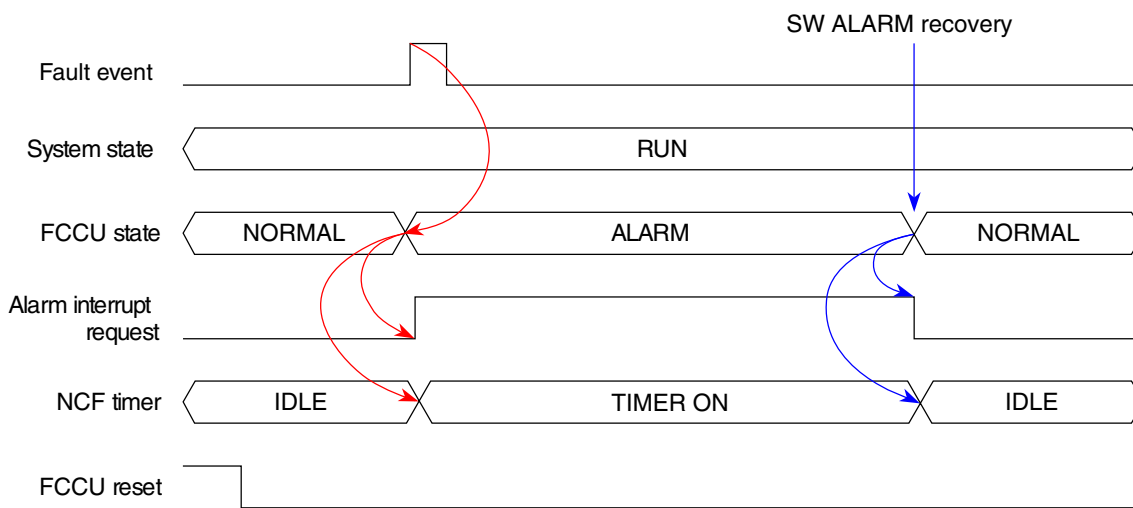 SW ALARM recovery
Fault event
System state
RUN
FCCU state
NORMAL
ALARM
NORMAL
Alarm interrupt
request
NCF timer
IDLE
TIMER ON
IDLE
FCCU reset